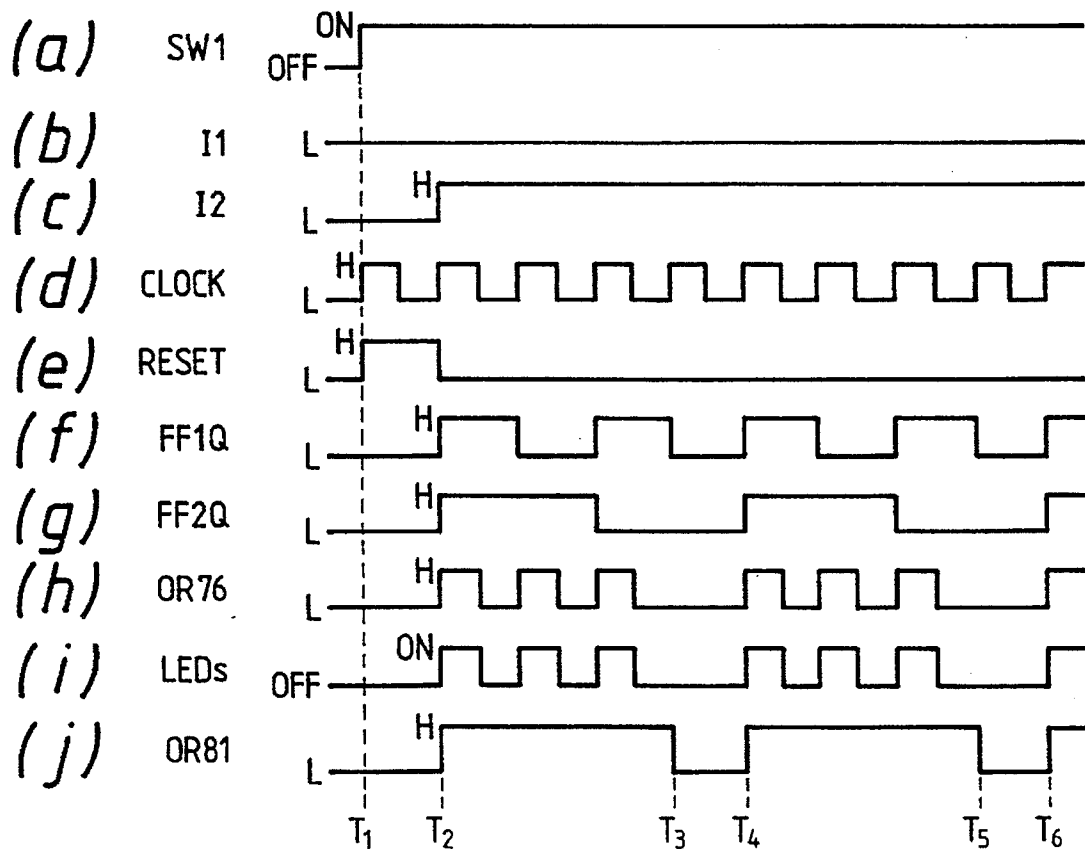 (a) SW1 ON
OFF
(b) I1 L
(c) I2 H
L
(d) CLOCK H
L
(e) RESET H
L
(f) FF1Q H
L
(g) FF2Q H
L
(h) OR76 H
L
(i) LEDs ON
OFF
(j) OR81 H
L
T1 T2 T3 T4 T5 T6